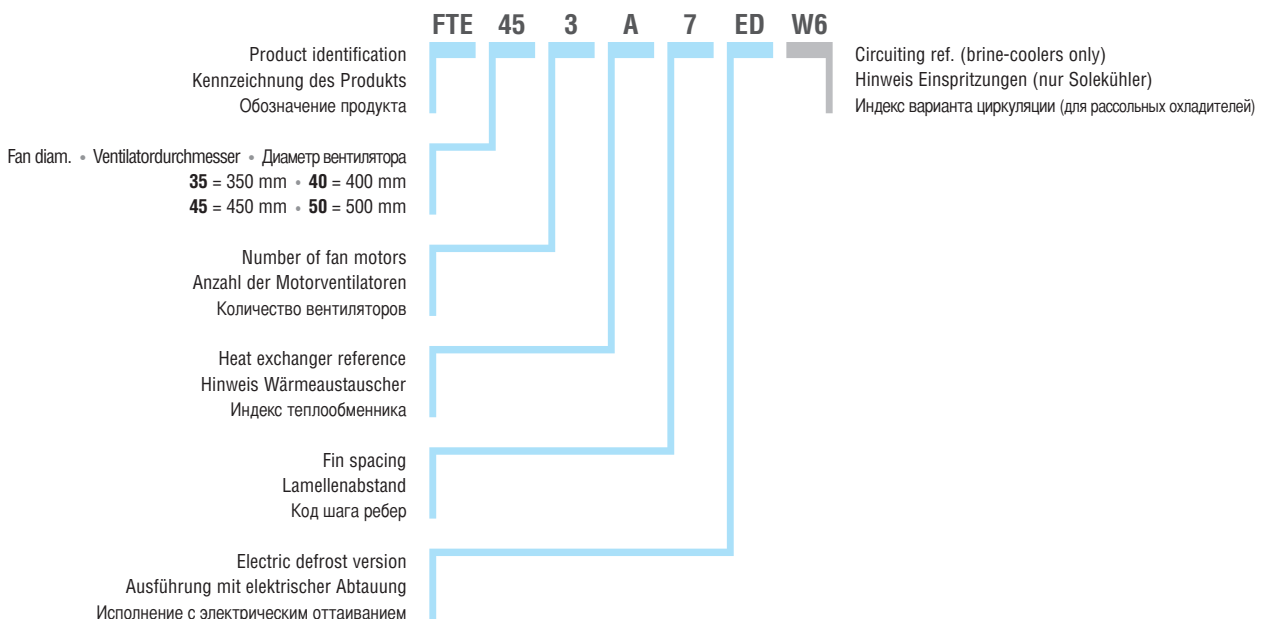 FTE 45 3 A 7 ED W6
Product identification
Kennzeichnung des Produkts
Обозначение продукта
Circuiting ref. (brine-coolers only)
Hinweis Einspritzungen (nur Solekühler)
Индекс варианта циркуляции (для рассольных охладителей)
Fan diam. • Ventilatordurchmesser • Диаметр вентилятора
35 = 350 mm • 40 = 400 mm
45 = 450 mm • 50 = 500 mm
Number of fan motors
Anzahl der Motorventilatoren
Количество вентиляторов
Heat exchanger reference
Hinweis Wärmeaustauscher
Индекс теплообменника
Fin spacing
Lamellenabstand
Код шага ребер
Electric defrost version
Ausführung mit elektrischer Abtauung
Исполнение с электрическим оттаиванием